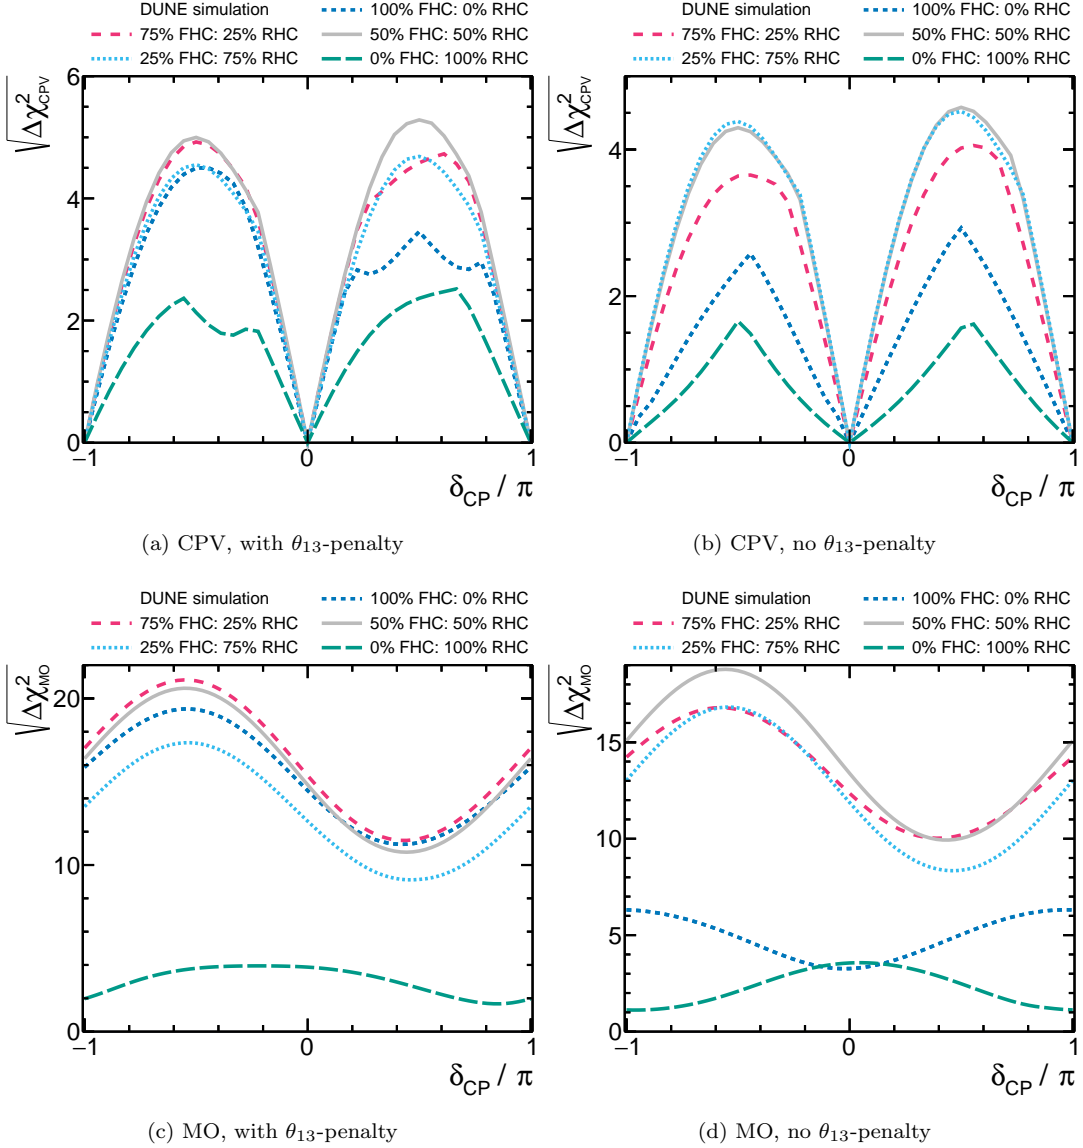 DUNE simulation 100% FHC: 0% RHC
75% FHC: 25% RHC 50% FHC: 50% RHC
25% FHC: 75% RHC 0% FHC: 100% RHC
√Δχ²CPV
6
4
2
0
−1 0 1
δCP / π
(a) CPV, with θ13-penalty
DUNE simulation 100% FHC: 0% RHC
75% FHC: 25% RHC 50% FHC: 50% RHC
25% FHC: 75% RHC 0% FHC: 100% RHC
√Δχ²CPV
4
2
0
−1 0 1
δCP / π
(b) CPV, no θ13-penalty
DUNE simulation 100% FHC: 0% RHC
75% FHC: 25% RHC 50% FHC: 50% RHC
25% FHC: 75% RHC 0% FHC: 100% RHC
√Δχ²MO
20
10
0
−1 0 1
δCP / π
(c) MO, with θ13-penalty
DUNE simulation 100% FHC: 0% RHC
75% FHC: 25% RHC 50% FHC: 50% RHC
25% FHC: 75% RHC 0% FHC: 100% RHC
√Δχ²MO
15
10
5
0
−1 0 1
δCP / π
(d) MO, no θ13-penalty